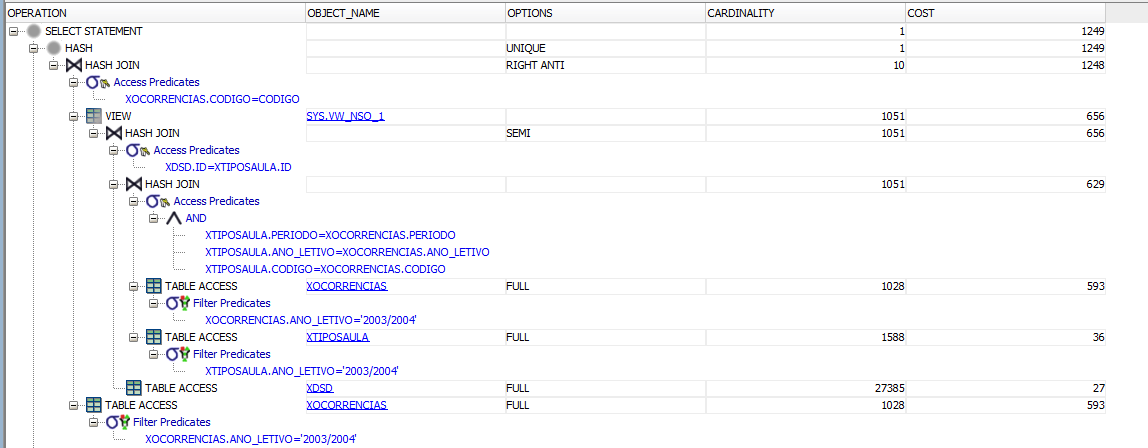 OPERATION OBJECT_NAME OPTIONS CARDINALITY COST
SELECT STATEMENT 1 1249
HASH UNIQUE 1 1249
HASH JOIN RIGHT ANTI 10 1248
Access Predicates
XOCORRENCIAS.CODIGO=CODIGO
VIEW SYS.VW_NSO_1 1051 656
HASH JOIN SEMI 1051 656
Access Predicates
XDSD.ID=XTIPOSAULA.ID
HASH JOIN 1051 629
Access Predicates
AND
XTIPOSAULA.PERIODO=XOCORRENCIAS.PERIODO
XTIPOSAULA.ANO_LETIVO=XOCORRENCIAS.ANO_LETIVO
XTIPOSAULA.CODIGO=XOCORRENCIAS.CODIGO
TABLE ACCESS XOCORRENCIAS FULL 1028 593
Filter Predicates
XOCORRENCIAS.ANO_LETIVO='2003/2004'
TABLE ACCESS XTIPOSAULA FULL 1588 36
Filter Predicates
XTIPOSAULA.ANO_LETIVO='2003/2004'
TABLE ACCESS XDSD FULL 27385 27
TABLE ACCESS XOCORRENCIAS FULL 1028 593
Filter Predicates
XOCORRENCIAS.ANO_LETIVO='2003/2004'